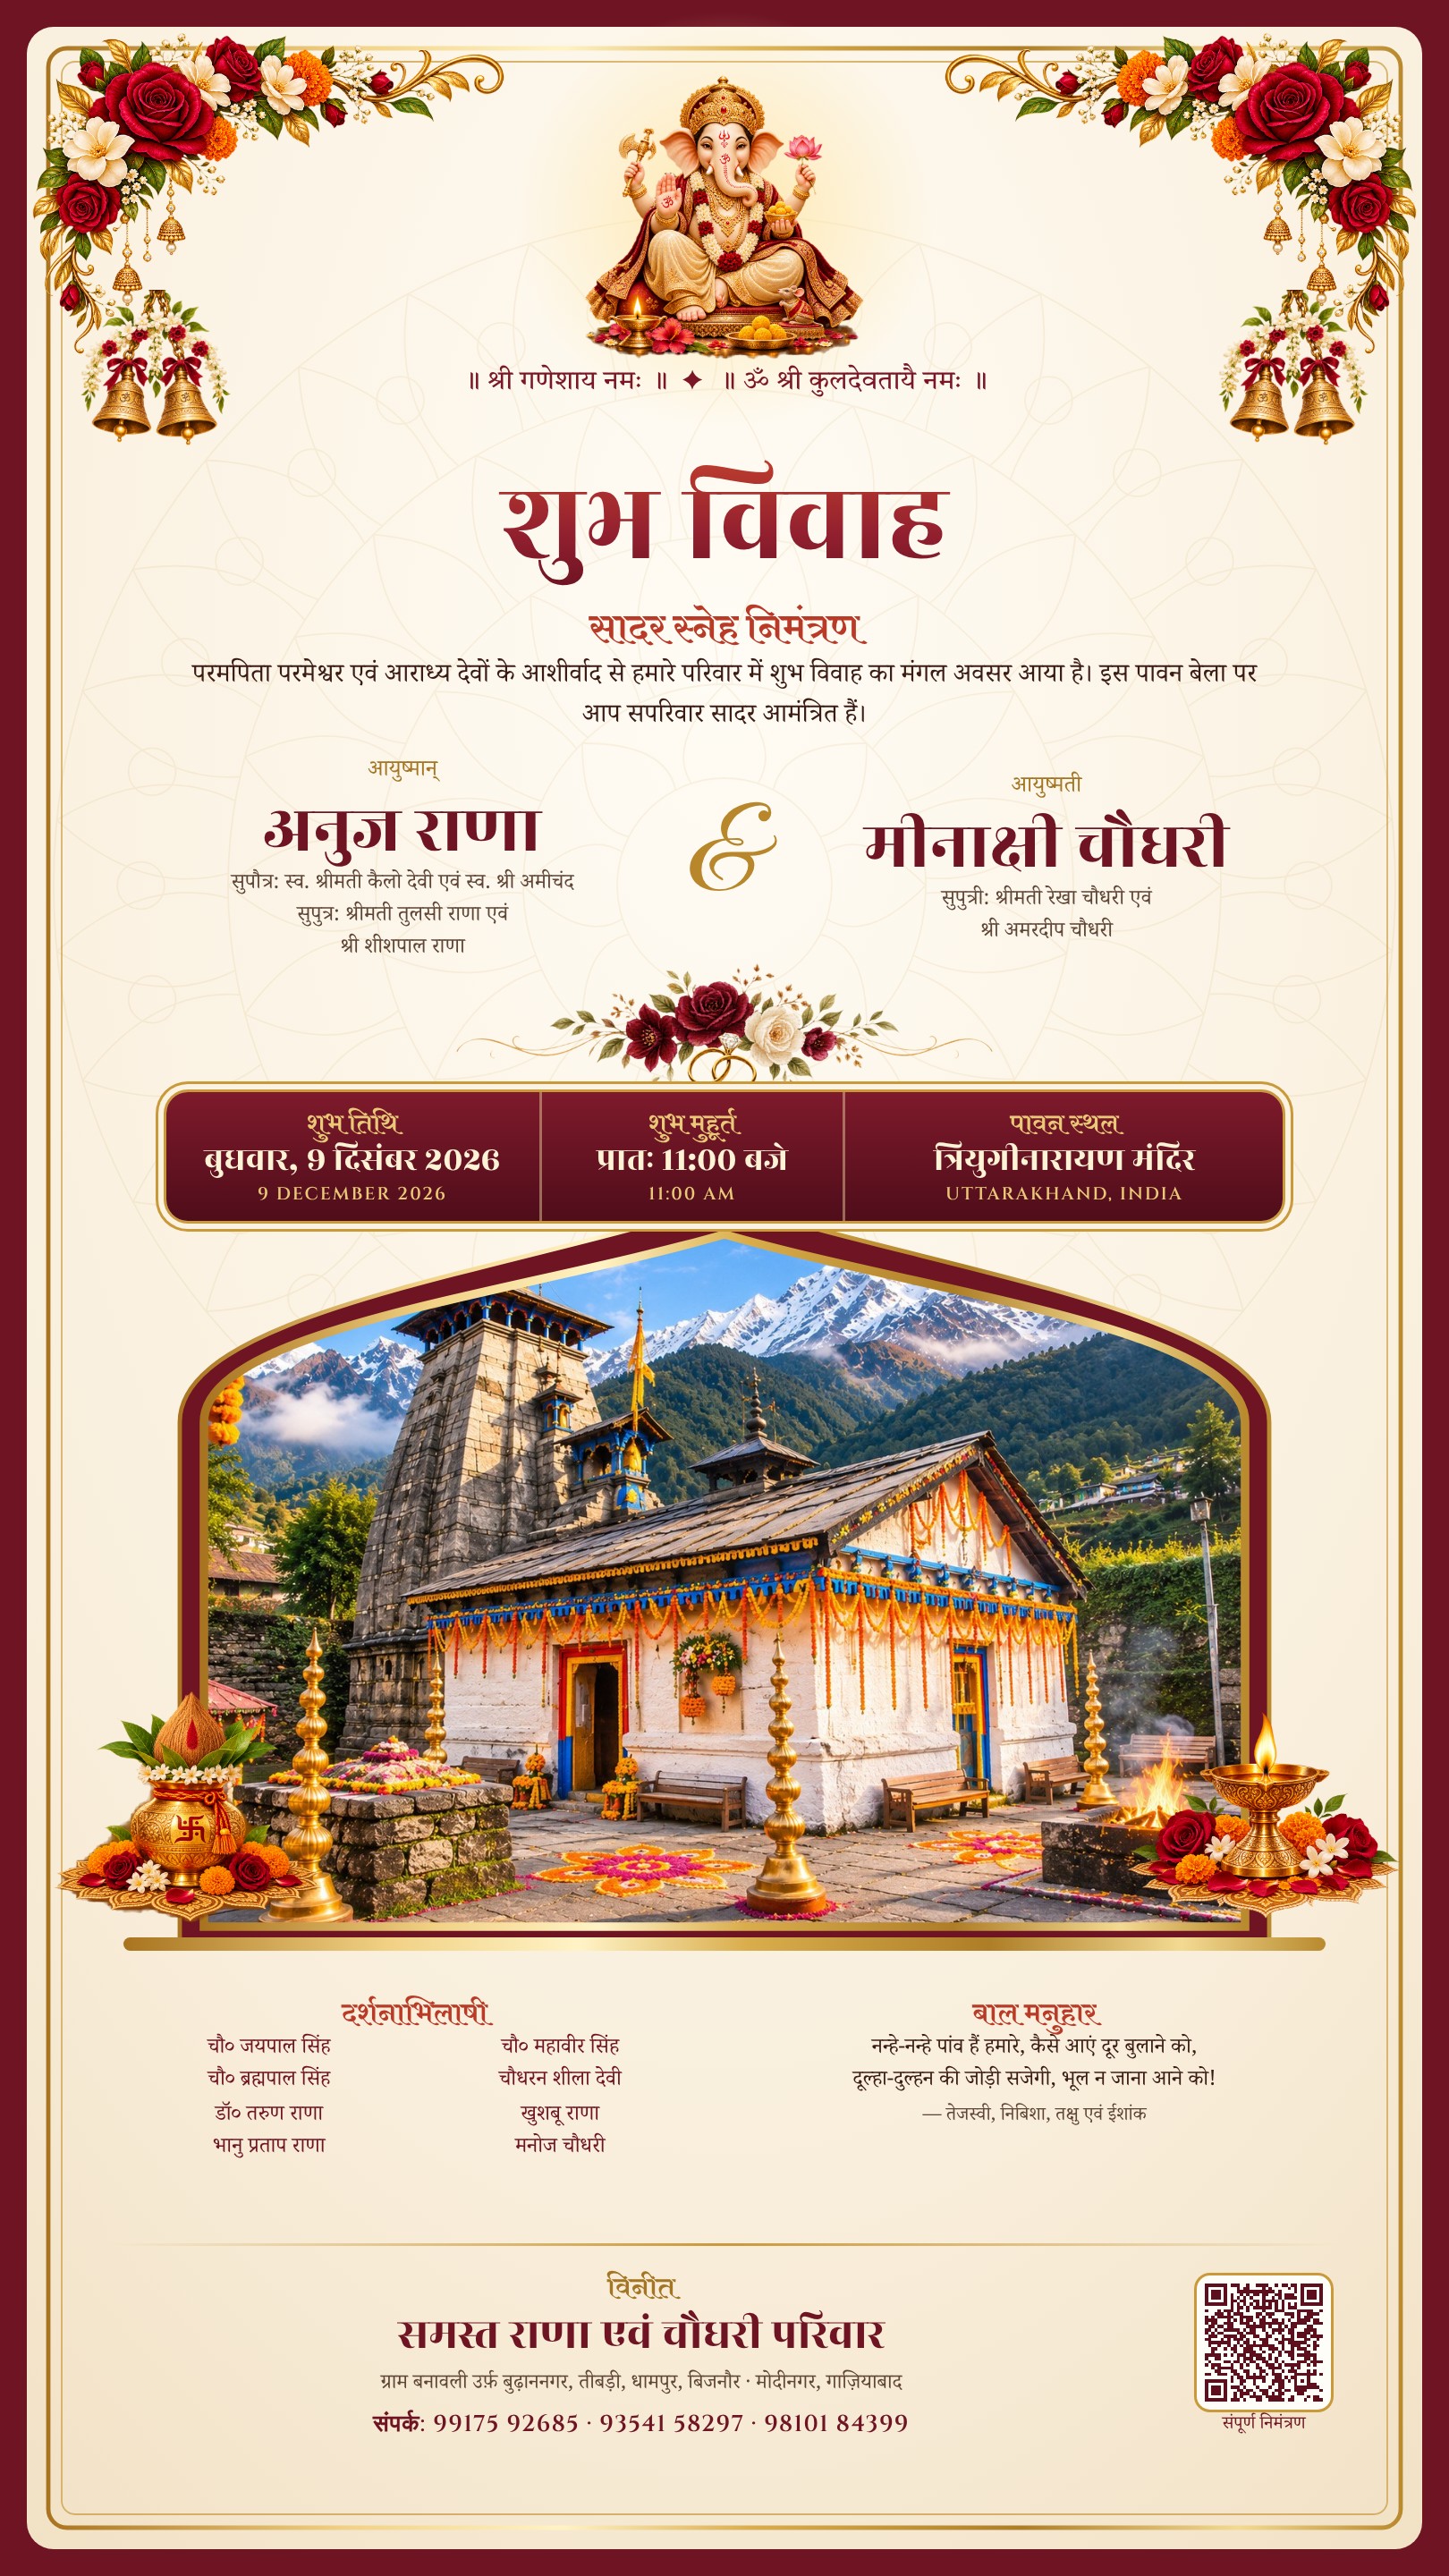 ॥ श्री गणेशाय नमः ॥ ✦ ॥ ॐ श्री कुलदेवतायै नमः ॥
शुभ विवाह
सादर स्नेह निमंत्रण
परमपिता परमेश्वर एवं आराध्य देवों के आशीर्वाद से हमारे परिवार में शुभ विवाह का मंगल अवसर आया है। इस पावन बेला पर
आप सपरिवार सादर आमंत्रित हैं।
आयुष्मान्
अनुज राणा
सुपौत्र: स्व. श्रीमती कैलो देवी एवं स्व. श्री अमीचंद
सुपुत्र: श्रीमती तुलसी राणा एवं
श्री शीशपाल राणा
&
आयुष्मती
मीनाक्षी चौधरी
सुपुत्री: श्रीमती रेखा चौधरी एवं
श्री अमरदीप चौधरी
शुभ तिथि
बुधवार, 9 दिसंबर 2026
9 DECEMBER 2026
शुभ मुहूर्त
प्रातः 11:00 बजे
11:00 AM
पावन स्थल
त्रियुगीनारायण मंदिर
UTTARAKHAND, INDIA
दर्शनाभिलाषी
चौ० जयपाल सिंह
चौ० महावीर सिंह
चौ० ब्रह्मपाल सिंह
चौधरन शीला देवी
डॉ० तरुण राणा
खुशबू राणा
भानु प्रताप राणा
मनोज चौधरी
बाल मनुहार
नन्हे-नन्हे पांव हैं हमारे, कैसे आएं दूर बुलाने को,
दूल्हा-दुल्हन की जोड़ी सजेगी, भूल न जाना आने को!
— तेजस्वी, निबिशा, तक्षु एवं ईशांक
विनीत
समस्त राणा एवं चौधरी परिवार
ग्राम बनावली उर्फ़ बुढ़ाननगर, तीबड़ी, धामपुर, बिजनौर · मोदीनगर, गाज़ियाबाद
संपर्क: 99175 92685 · 93541 58297 · 98101 84399
संपूर्ण निमंत्रण